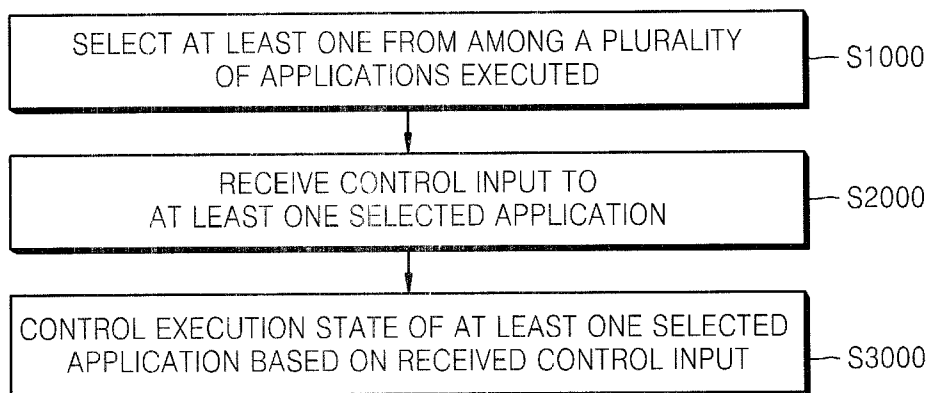 SELECT AT LEAST ONE FROM AMONG A PLURALITY
OF APPLICATIONS EXECUTED
S1000
RECEIVE CONTROL INPUT TO
AT LEAST ONE SELECTED APPLICATION
S2000
CONTROL EXECUTION STATE OF AT LEAST ONE SELECTED
APPLICATION BASED ON RECEIVED CONTROL INPUT
S3000